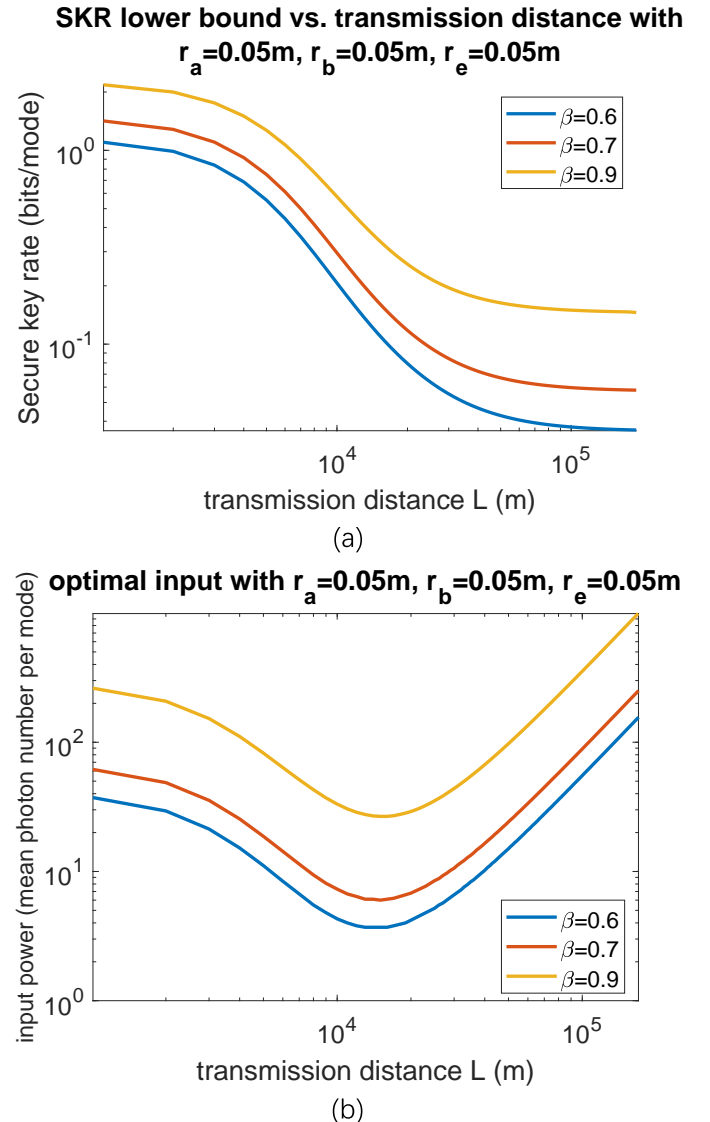 SKR lower bound vs. transmission distance with
r_a=0.05m, r_b=0.05m, r_e=0.05m
Secure key rate (bits/mode)
10^0
10^-1
β=0.6
β=0.7
β=0.9
10^4
10^5
transmission distance L (m)
(a)
optimal input with r_a=0.05m, r_b=0.05m, r_e=0.05m
input power (mean photon number per mode)
10^2
10^1
10^0
β=0.6
β=0.7
β=0.9
10^4
10^5
transmission distance L (m)
(b)